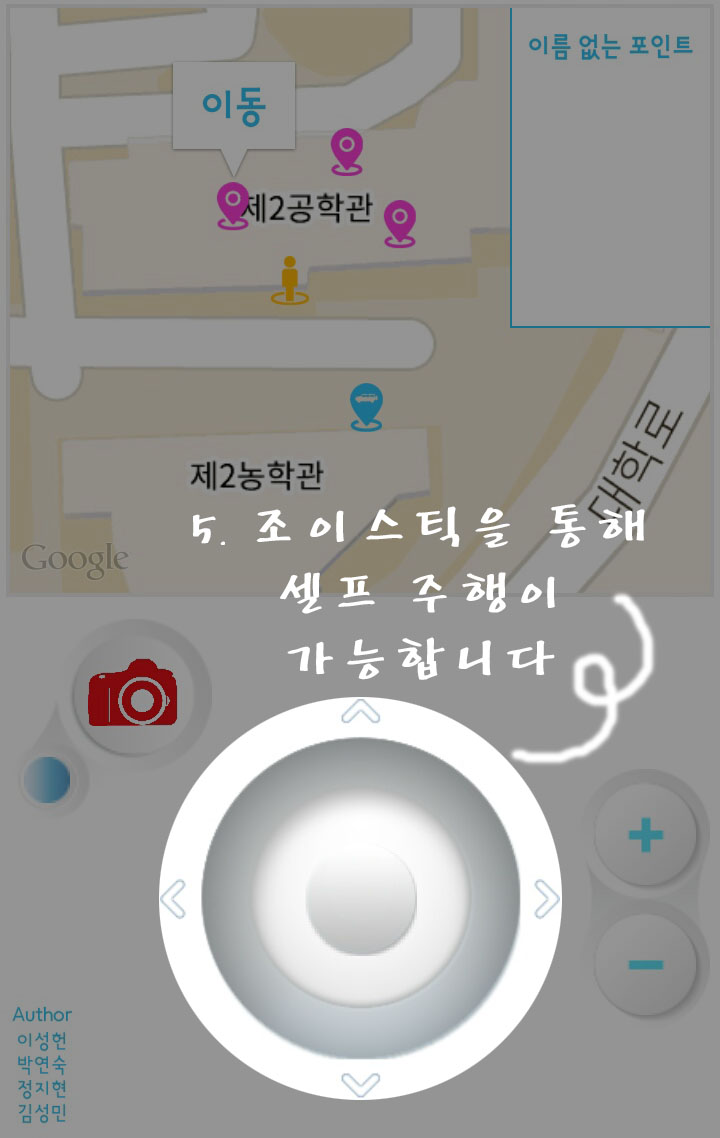 이름 없는 포인트
이동
제2공학관
제2농학관
대학로
Google
5. 조이스틱을 통해
셀프 주행이
가능합니다
+
−
Author
이성헌
박연숙
정지현
김성민